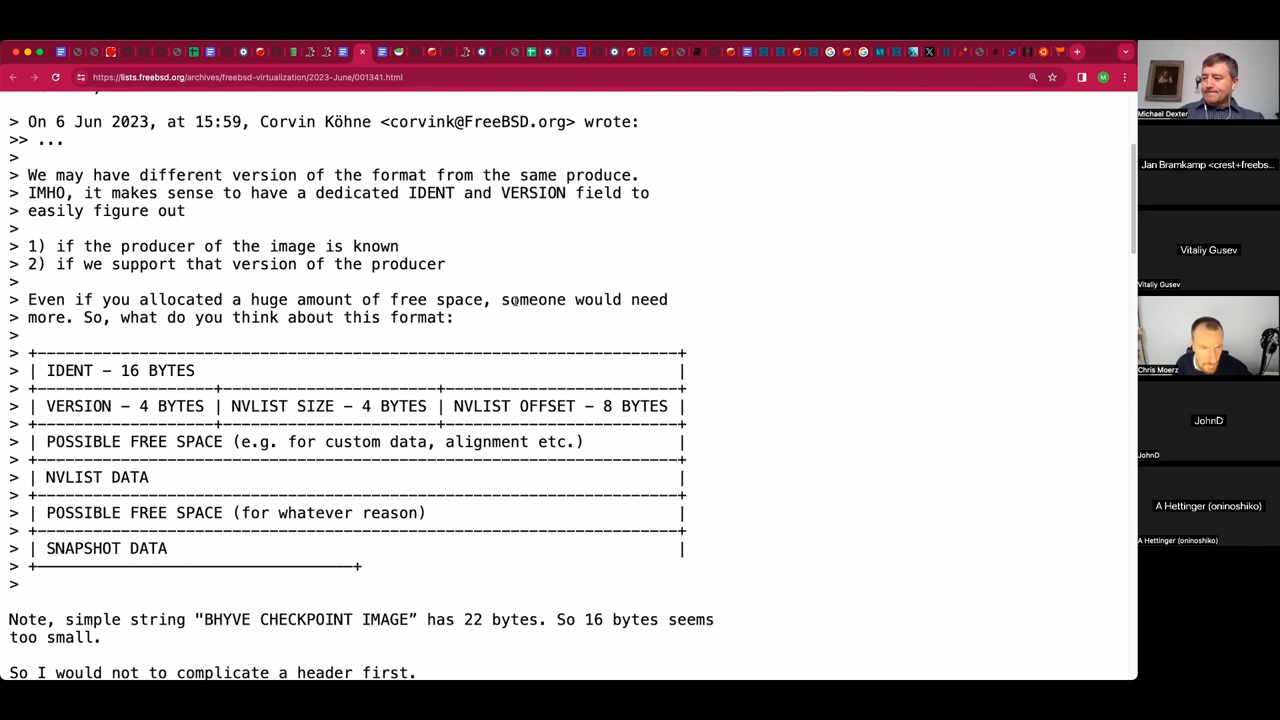 https://lists.freebsd.org/archives/freebsd-virtualization/2023-June/001341.html
> On 6 Jun 2023, at 15:59, Corvin Köhne <corvink@FreeBSD.org> wrote:
>> ...
>
> We may have different version of the format from the same produce.
> IMHO, it makes sense to have a dedicated IDENT and VERSION field to
> easily figure out
>
> 1) if the producer of the image is known
> 2) if we support that version of the producer
>
> Even if you allocated a huge amount of free space, someone would need
> more. So, what do you think about this format:
>
> +----------------------------------------------------------------------+
> | IDENT – 16 BYTES |
> +-------------------+-----------------------+--------------------------+
> | VERSION – 4 BYTES | NVLIST SIZE – 4 BYTES | NVLIST OFFSET – 8 BYTES |
> +-------------------+-----------------------+--------------------------+
> | POSSIBLE FREE SPACE (e.g. for custom data, alignment etc.) |
> +----------------------------------------------------------------------+
> | NVLIST DATA |
> +----------------------------------------------------------------------+
> | POSSIBLE FREE SPACE (for whatever reason) |
> +----------------------------------------------------------------------+
> | SNAPSHOT DATA |
> +----------------------------------+
>
Note, simple string "BHYVE CHECKPOINT IMAGE” has 22 bytes. So 16 bytes seems
too small.
So I would not to complicate a header first.
M
Michael Dexter
Jan Bramkamp <crest+freebs...
Vitaliy Gusev
Vitaliy Gusev
Chris Moerz
JohnD
JohnD
A Hettinger (oninoshiko)
A Hettinger (oninoshiko)